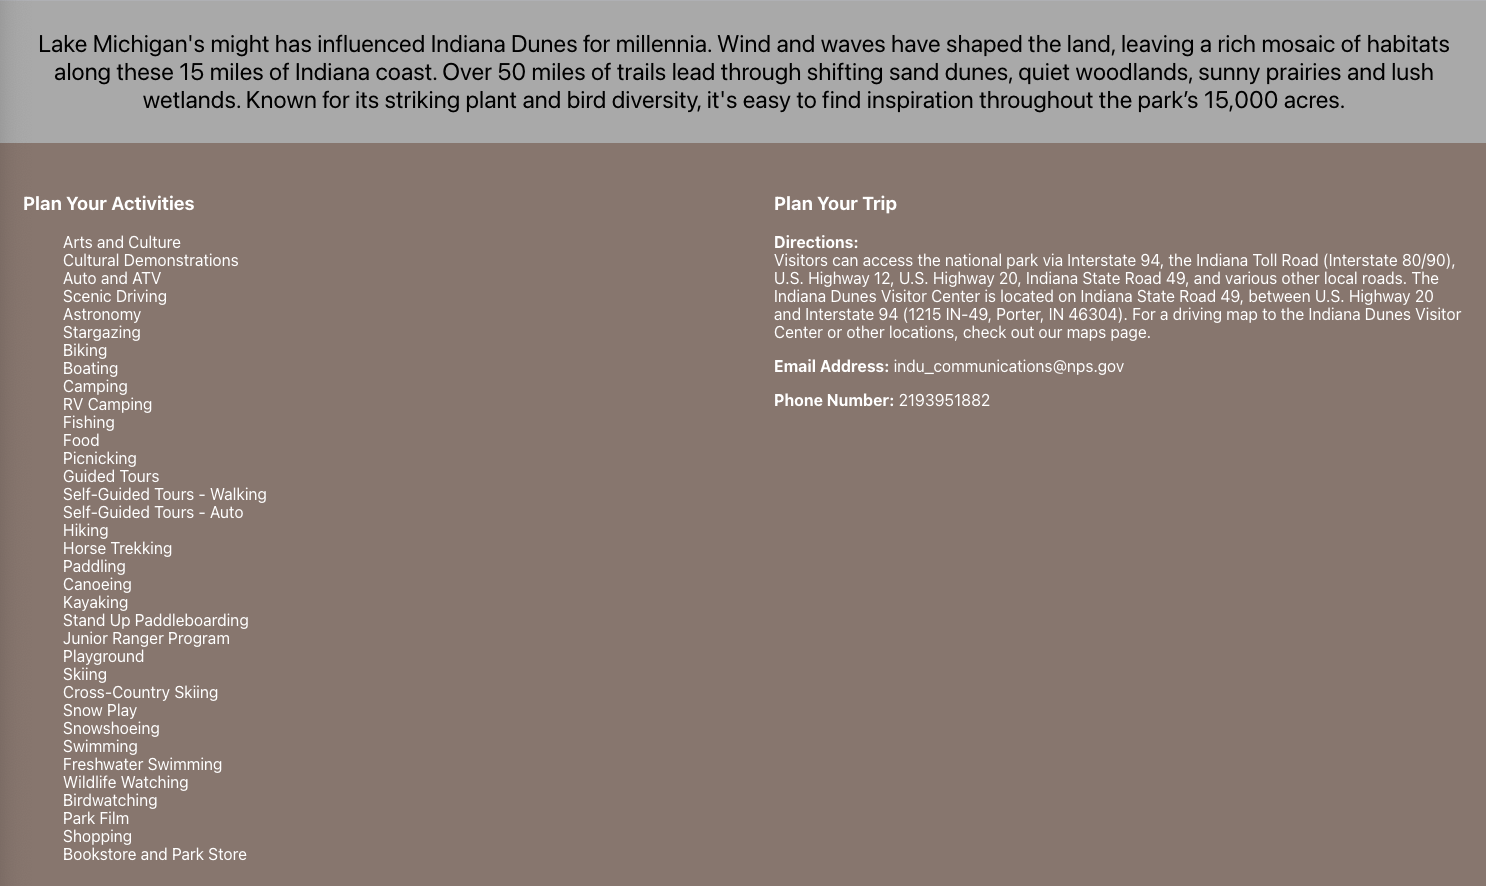 Lake Michigan's might has influenced Indiana Dunes for millennia. Wind and waves have shaped the land, leaving a rich mosaic of habitats
along these 15 miles of Indiana coast. Over 50 miles of trails lead through shifting sand dunes, quiet woodlands, sunny prairies and lush
wetlands. Known for its striking plant and bird diversity, it's easy to find inspiration throughout the park’s 15,000 acres.
Plan Your Activities
Arts and Culture
Cultural Demonstrations
Auto and ATV
Scenic Driving
Astronomy
Stargazing
Biking
Boating
Camping
RV Camping
Fishing
Food
Picnicking
Guided Tours
Self-Guided Tours - Walking
Self-Guided Tours - Auto
Hiking
Horse Trekking
Paddling
Canoeing
Kayaking
Stand Up Paddleboarding
Junior Ranger Program
Playground
Skiing
Cross-Country Skiing
Snow Play
Snowshoeing
Swimming
Freshwater Swimming
Wildlife Watching
Birdwatching
Park Film
Shopping
Bookstore and Park Store
Plan Your Trip
Directions:
Visitors can access the national park via Interstate 94, the Indiana Toll Road (Interstate 80/90),
U.S. Highway 12, U.S. Highway 20, Indiana State Road 49, and various other local roads. The
Indiana Dunes Visitor Center is located on Indiana State Road 49, between U.S. Highway 20
and Interstate 94 (1215 IN-49, Porter, IN 46304). For a driving map to the Indiana Dunes Visitor
Center or other locations, check out our maps page.
Email Address: indu_communications@nps.gov
Phone Number: 2193951882